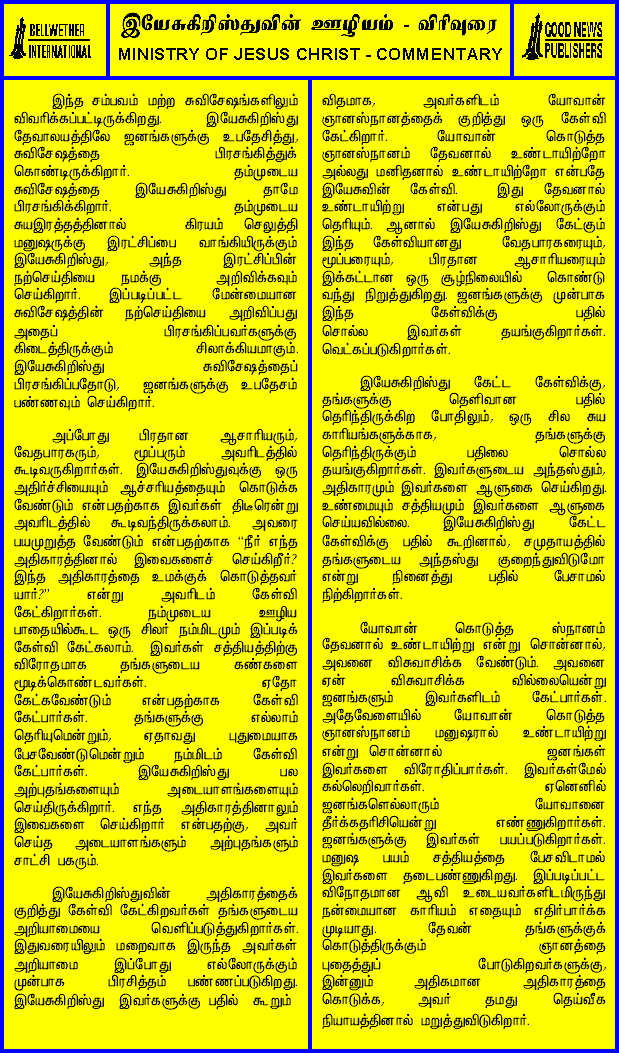 BELLWETHER
INTERNATIONAL
இயேசுகிறிஸ்துவின் ஊழியம் - விரிவுரை
MINISTRY OF JESUS CHRIST - COMMENTARY
GOOD NEWS
PUBLISHERS
இந்த சம்பவம் மற்ற சுவிசேஷங்களிலும்
விவரிக்கப்பட்டிருக்கிறது. இயேசுகிறிஸ்து
தேவாலயத்திலே ஜனங்களுக்கு உபதேசித்து,
சுவிசேஷத்தை பிரசங்கித்துக்
கொண்டிருக்கிறார். தம்முடைய
சுவிசேஷத்தை இயேசுகிறிஸ்து தாமே
பிரசங்கிக்கிறார். தம்முடைய
சுயஇரத்தத்தினால் கிரயம் செலுத்தி
மனுஷருக்கு இரட்சிப்பை வாங்கியிருக்கும்
இயேசுகிறிஸ்து, அந்த இரட்சிப்பின்
நற்செய்தியை நமக்கு அறிவிக்கவும்
செய்கிறார். இப்படிப்பட்ட மேன்மையான
சுவிசேஷத்தின் நற்செய்தியை அறிவிப்பது
அதைப் பிரசங்கிப்பவர்களுக்கு
கிடைத்திருக்கும் சிலாக்கியமாகும்.
இயேசுகிறிஸ்து சுவிசேஷத்தைப்
பிரசங்கிப்பதோடு, ஜனங்களுக்கு உபதேசம்
பண்ணவும் செய்கிறார்.
அப்போது பிரதான ஆசாரியரும்,
வேதபாரகரும், மூப்பரும் அவரிடத்தில்
கூடிவருகிறார்கள். இயேசுகிறிஸ்துவுக்கு ஒரு
அதிர்ச்சியையும் ஆச்சரியத்தையும் கொடுக்க
வேண்டும் என்பதற்காக இவர்கள் திடீரென்று
அவரிடத்தில் கூடிவந்திருக்கலாம். அவரை
பயமுறுத்த வேண்டும் என்பதற்காக "நீர் எந்த
அதிகாரத்தினால் இவைகளைச் செய்கிறீர்?
இந்த அதிகாரத்தை உமக்குக் கொடுத்தவர்
யார்?" என்று அவரிடம் கேள்வி
கேட்கிறார்கள். நம்முடைய ஊழிய
பாதையில்கூட ஒரு சிலர் நம்மிடமும் இப்படிக்
கேள்வி கேட்கலாம். இவர்கள் சத்தியத்திற்கு
விரோதமாக தங்களுடைய கண்களை
மூடிக்கொண்டவர்கள். ஏதோ
கேட்கவேண்டும் என்பதற்காக கேள்வி
கேட்பார்கள். தங்களுக்கு எல்லாம்
தெரியுமென்றும், ஏதாவது புதுமையாக
பேசவேண்டுமென்றும் நம்மிடம் கேள்வி
கேட்பார்கள். இயேசுகிறிஸ்து பல
அற்புதங்களையும் அடையாளங்களையும்
செய்திருக்கிறார். எந்த அதிகாரத்தினாலும்
இவைகளை செய்கிறார் என்பதற்கு, அவர்
செய்த அடையாளங்களும் அற்புதங்களும்
சாட்சி பகரும்.
இயேசுகிறிஸ்துவின் அதிகாரத்தைக்
குறித்து கேள்வி கேட்கிறவர்கள் தங்களுடைய
அறியாமையை வெளிப்படுத்துகிறார்கள்.
இதுவரையிலும் மறைவாக இருந்த அவர்கள்
அறியாமை இப்போது எல்லோருக்கும்
முன்பாக பிரசித்தம் பண்ணப்படுகிறது.
இயேசுகிறிஸ்து இவர்களுக்கு பதில் கூறும்
விதமாக, அவர்களிடம் யோவான்
ஞானஸ்நானத்தைக் குறித்து ஒரு கேள்வி
கேட்கிறார். யோவான் கொடுத்த
ஞானஸ்நானம் தேவனால் உண்டாயிற்றோ
அல்லது மனிதனால் உண்டாயிற்றோ என்பதே
இயேசுவின் கேள்வி. இது தேவனால்
உண்டாயிற்று என்பது எல்லோருக்கும்
தெரியும். ஆனால் இயேசுகிறிஸ்து கேட்கும்
இந்த கேள்வியானது வேதபாரகரையும்,
மூப்பரையும், பிரதான ஆசாரியரையும்
இக்கட்டான ஒரு சூழ்நிலையில் கொண்டு
வந்து நிறுத்துகிறது. ஜனங்களுக்கு முன்பாக
இந்த கேள்விக்கு பதில்
சொல்ல இவர்கள் தயங்குகிறார்கள்.
வெட்கப்படுகிறார்கள்.
இயேசுகிறிஸ்து கேட்ட கேள்விக்கு,
தங்களுக்கு தெளிவான பதில்
தெரிந்திருக்கிற போதிலும், ஒரு சில சுய
காரியங்களுக்காக, தங்களுக்கு
தெரிந்திருக்கும் பதிலை சொல்ல
தயங்குகிறார்கள். இவர்களுடைய அந்தஸ்தும்,
அதிகாரமும் இவர்களை ஆளுகை செய்கிறது.
உண்மையும் சத்தியமும் இவர்களை ஆளுகை
செய்யவில்லை. இயேசுகிறிஸ்து கேட்ட
கேள்விக்கு பதில் கூறினால், சமுதாயத்தில்
தங்களுடைய அந்தஸ்து குறைந்துவிடுமோ
என்று நினைத்து பதில் பேசாமல்
நிற்கிறார்கள்.
யோவான் கொடுத்த ஸ்நானம்
தேவனால் உண்டாயிற்று என்று சொன்னால்,
அவனை விசுவாசிக்க வேண்டும். அவனை
ஏன் விசுவாசிக்க வில்லையென்று
ஜனங்களும் இவர்களிடம் கேட்பார்கள்.
அதேவேளையில் யோவான் கொடுத்த
ஞானஸ்நானம் மனுஷரால் உண்டாயிற்று
என்று சொன்னால் ஜனங்கள்
இவர்களை விரோதிப்பார்கள். இவர்கள்மேல்
கல்லெறிவார்கள். ஏனெனில்
ஜனங்களெல்லாரும் யோவானை
தீர்க்கதரிசியென்று எண்ணுகிறார்கள்.
ஜனங்களுக்கு இவர்கள் பயப்படுகிறார்கள்.
மனுஷ பயம் சத்தியத்தை பேசவிடாமல்
இவர்களை தடைபண்ணுகிறது. இப்படிப்பட்ட
விநோதமான ஆவி உடையவர்களிடமிருந்து
நன்மையான காரியம் எதையும் எதிர்பார்க்க
முடியாது. தேவன் தங்களுக்குக்
கொடுத்திருக்கும் ஞானத்தை
புதைத்துப் போடுகிறவர்களுக்கு,
இன்னும் அதிகமான அதிகாரத்தை
கொடுக்க, அவர் தமது தெய்வீக
நியாயத்தினால் மறுத்துவிடுகிறார்.